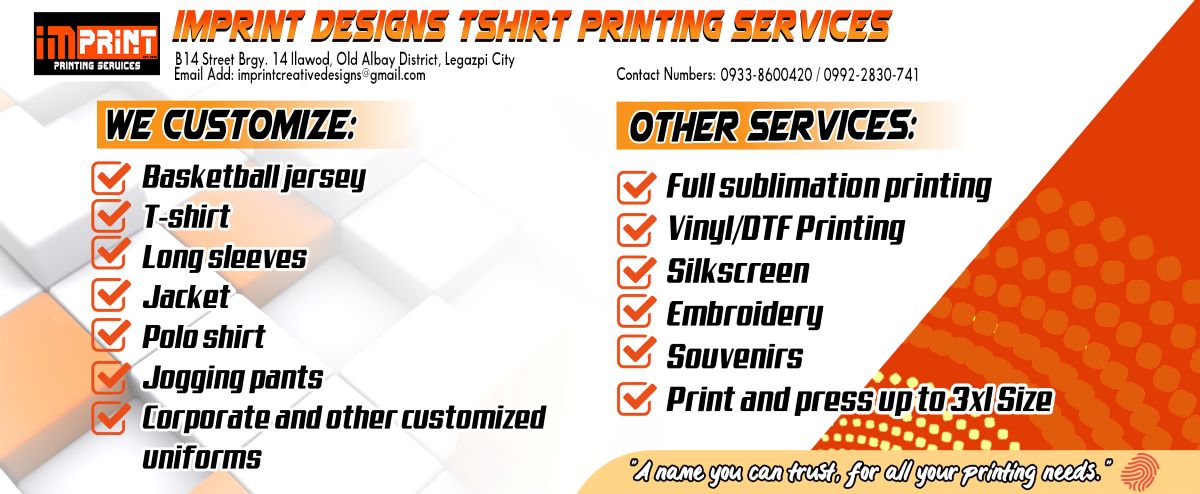 iMPRINT
PRINTING SERVICES
IMPRINT DESIGNS TSHIRT PRINTING SERVICES
B14 Street Brgy. 14 Ilawod, Old Albay District, Legazpi City
Email Add: imprintcreativedesigns@gmail.com
Contact Numbers: 0933-8600420 / 0992-2830-741
WE CUSTOMIZE:
Basketball jersey
T-shirt
Long sleeves
Jacket
Polo shirt
Jogging pants
Corporate and other customized
uniforms
OTHER SERVICES:
Full sublimation printing
Vinyl/DTF Printing
Silkscreen
Embroidery
Souvenirs
Print and press up to 3xl Size
"A name you can trust, for all your printing needs."